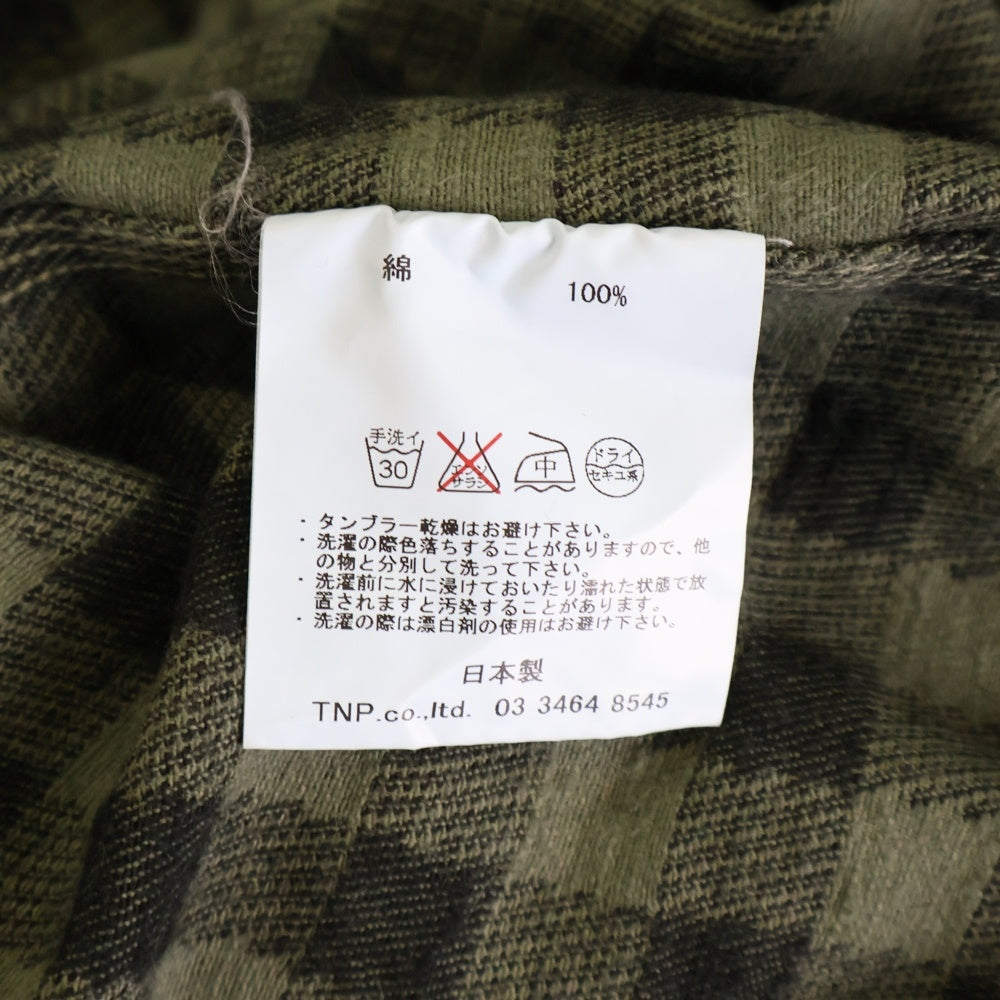 綿
100%
手洗イ
30
エンソ
サラシ
中
ドライ
セキユ系
・タンブラー乾燥はお避け下さい。
・洗濯の際色落ちすることがありますので、他
の物と分別して洗って下さい。
・洗濯前に水に浸けておいたり濡れた状態で放
置されますと汚染することがあります。
・洗濯の際は漂白剤の使用はお避け下さい。
日本製
TNP.co.,ltd. 03 3464 8545